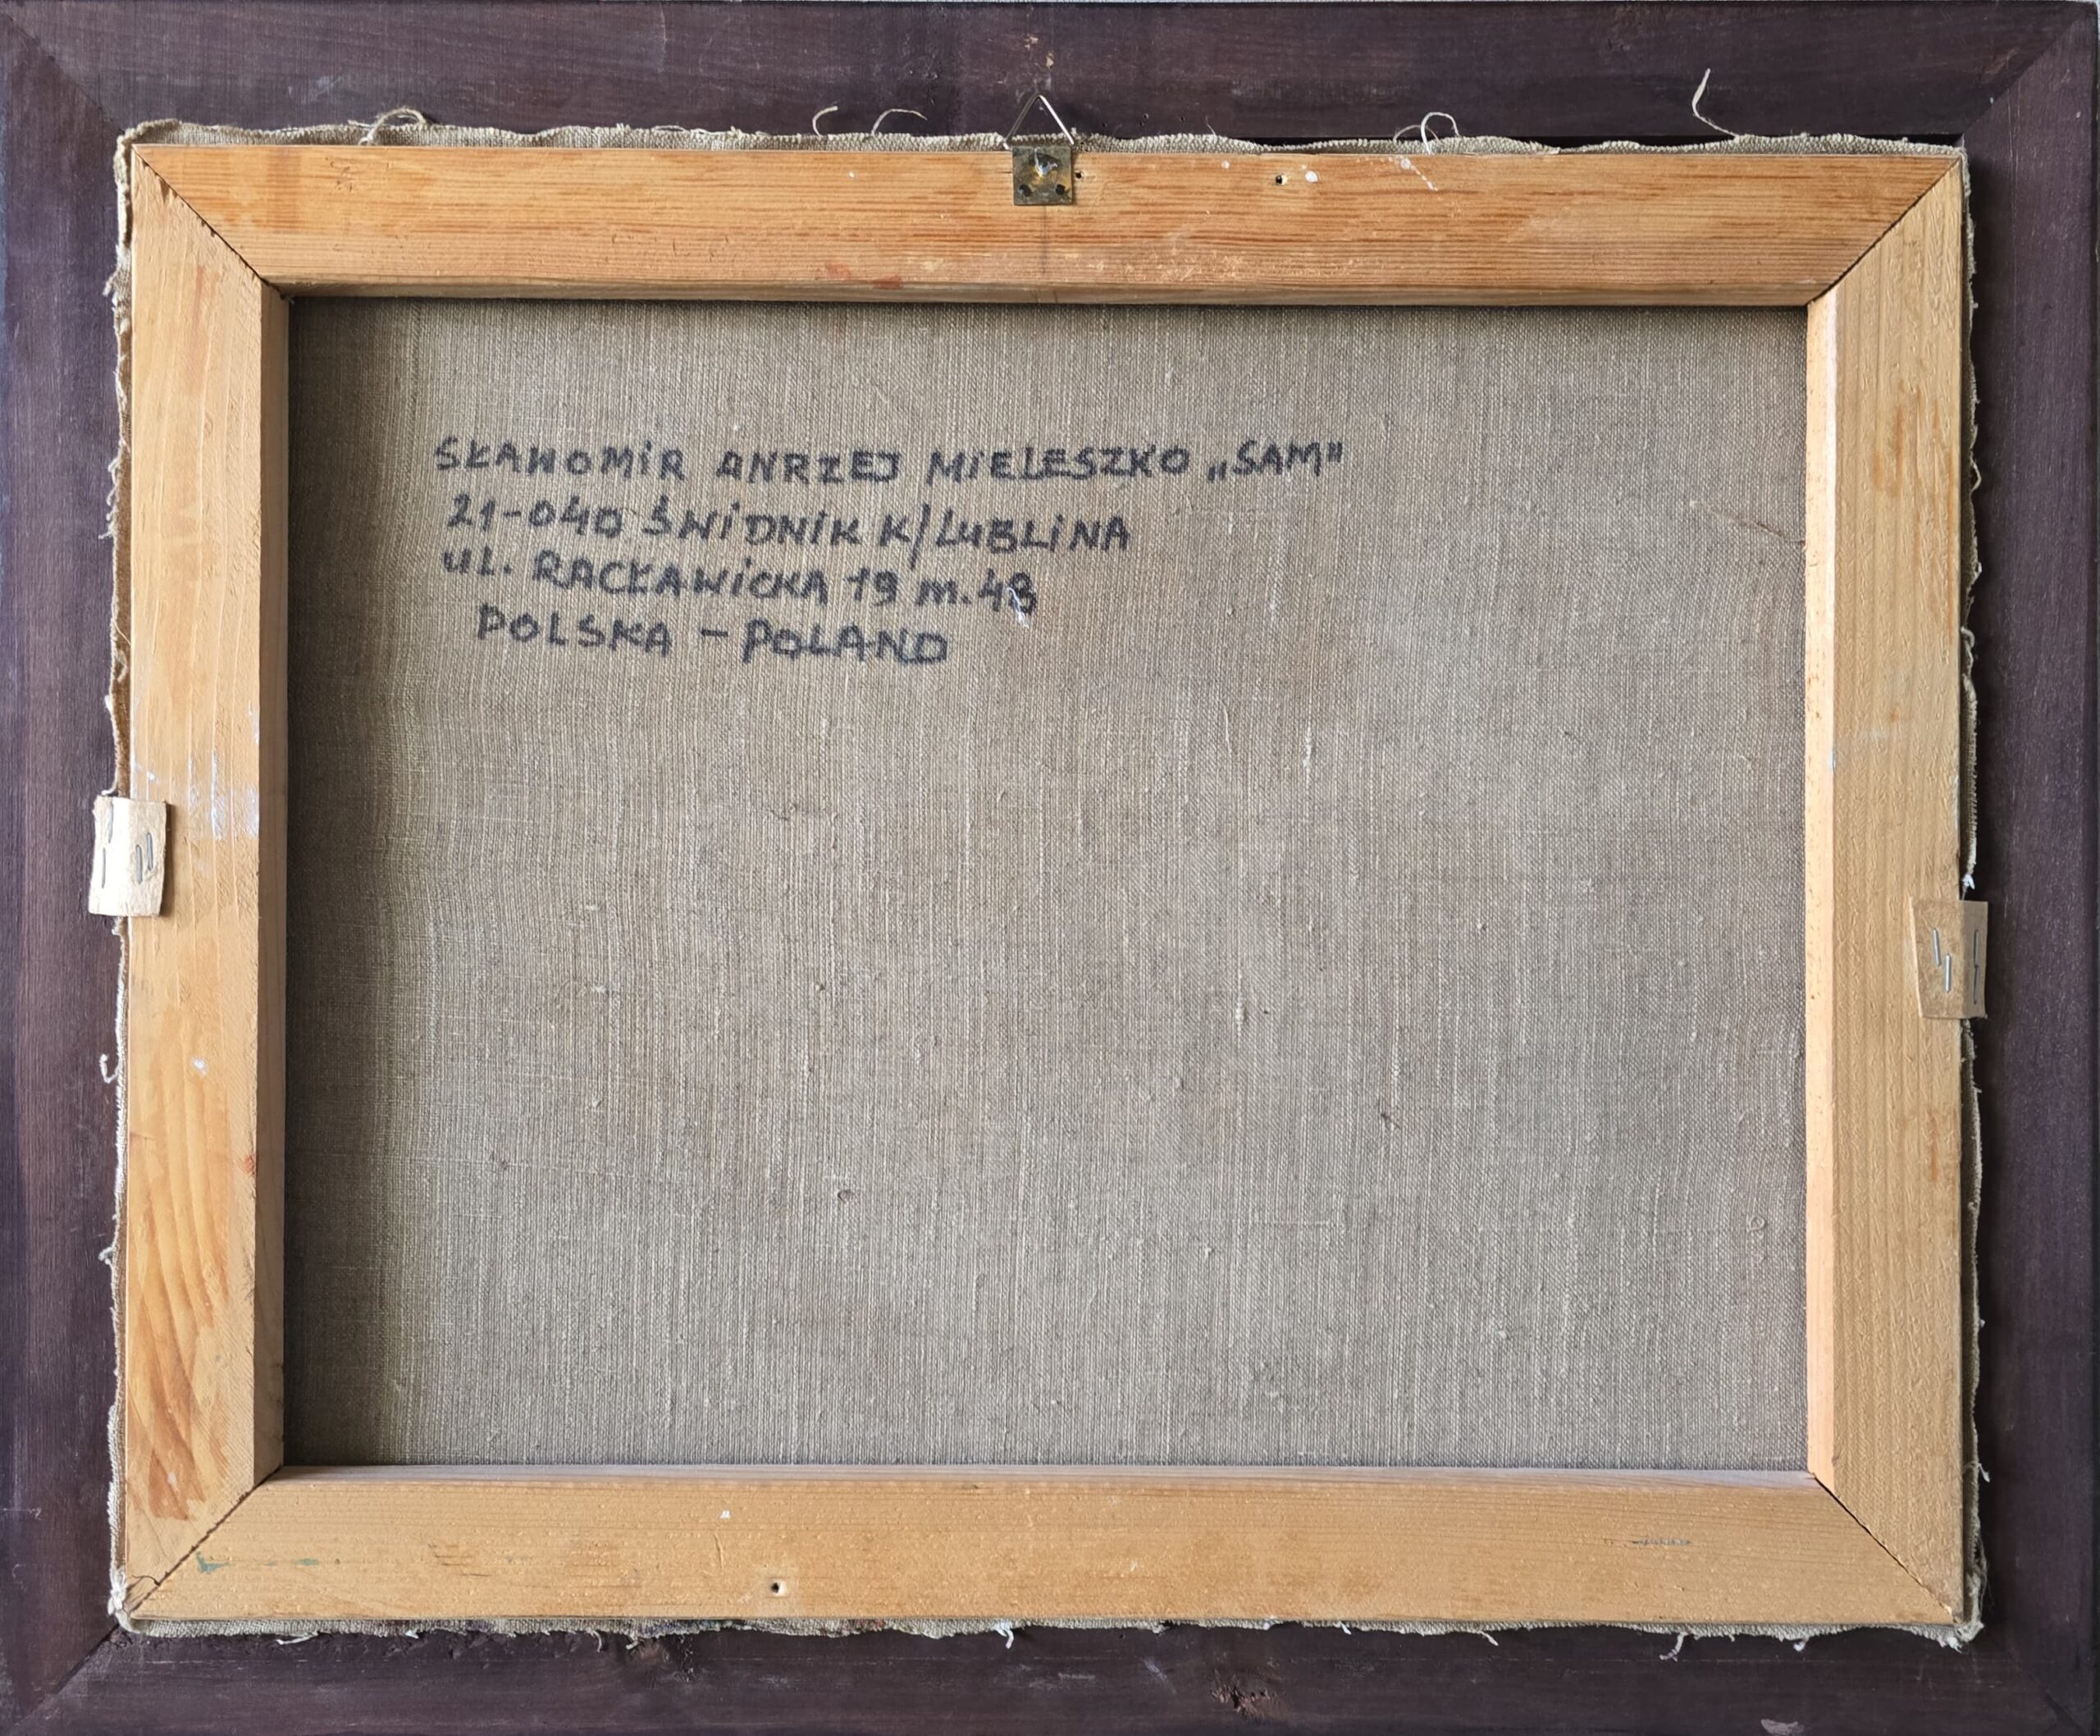 SŁAWOMIR ANRZEJ MIELESZKO „SAM”
21-040 ŚWIDNIK K/LUBLINA
UL. RACŁAWICKA 19 m. 43
POLSKA - POLAND